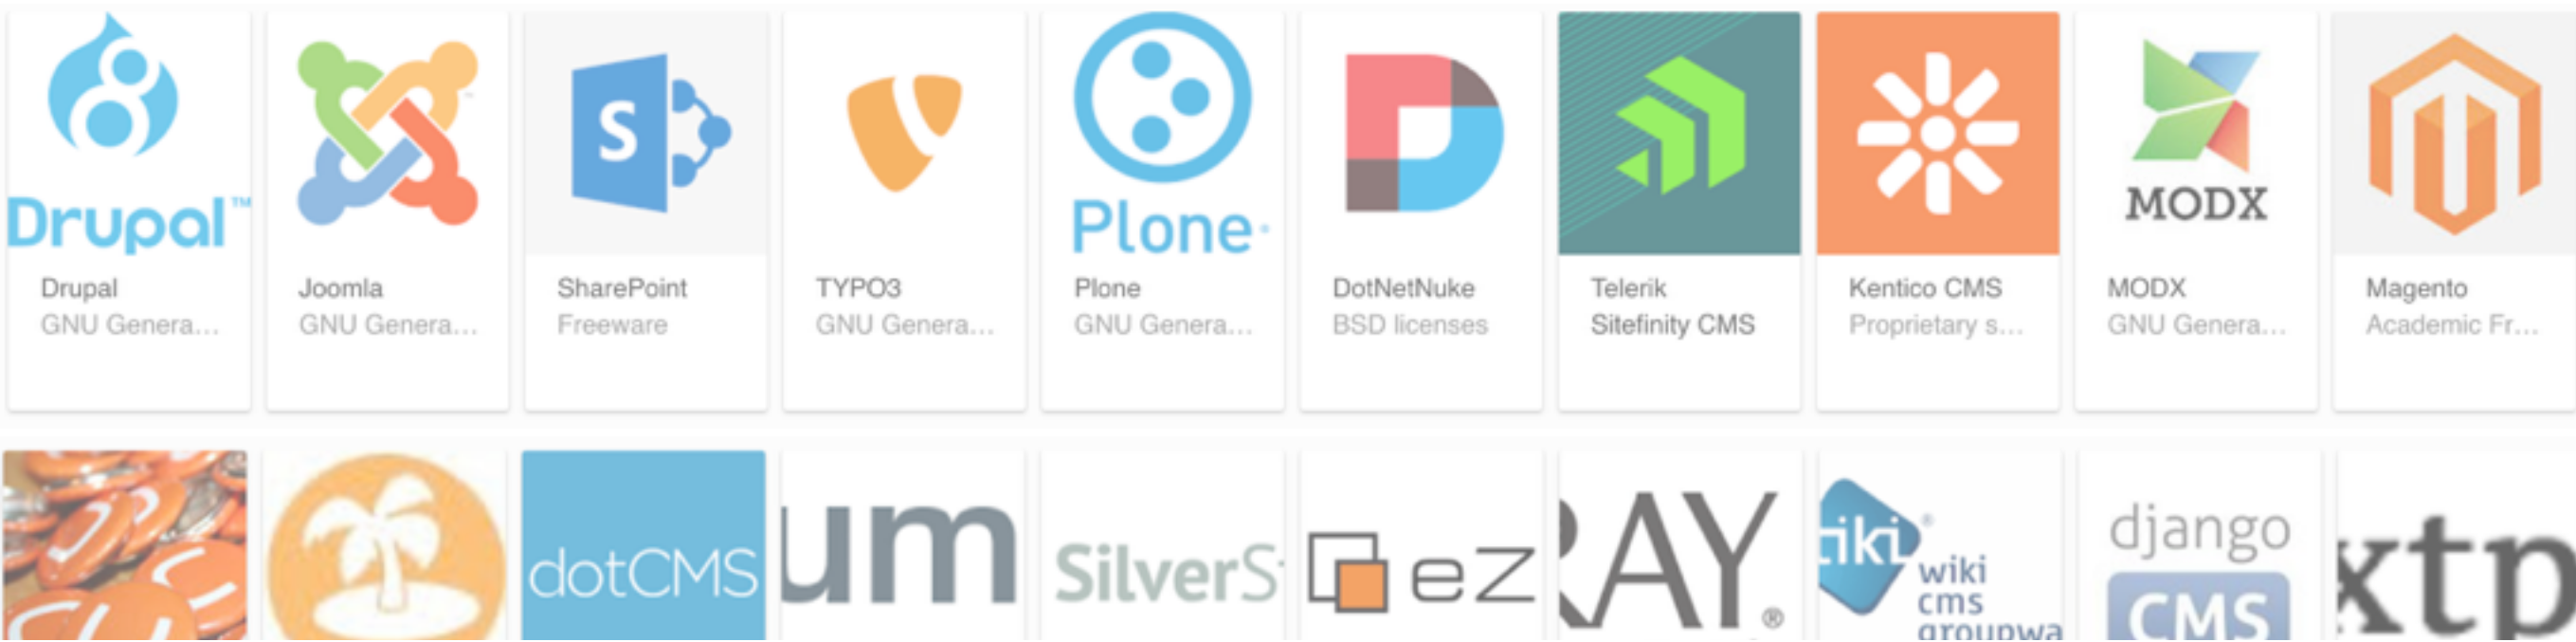 Drupal™
S
Plone
MODX
Drupal
GNU Genera...
Joomla
GNU Genera...
SharePoint
Freeware
TYPO3
GNU Genera...
Plone
GNU Genera...
DotNetNuke
BSD licenses
Telerik
Sitefinity CMS
Kentico CMS
Proprietary s...
MODX
GNU Genera...
Magento
Academic Fr...
dotCMS
um
SilverS
eZ
RAY®
tiki®
wiki
cms
groupwa
django
CMS
xtp